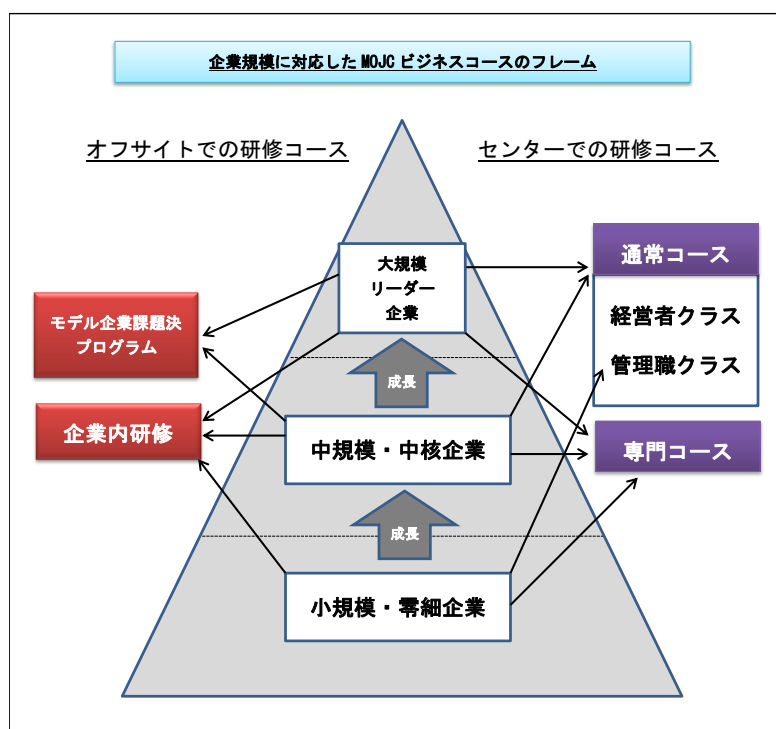 企業規模に対応した MOJC ビジネスコースのフレーム
オフサイトでの研修コース
センターでの研修コース
大規模
リーダー
企業
通常コース
経営者クラス
管理職クラス
モデル企業課題決
プログラム
成長
企業内研修
中規模・中核企業
専門コース
成長
小規模・零細企業